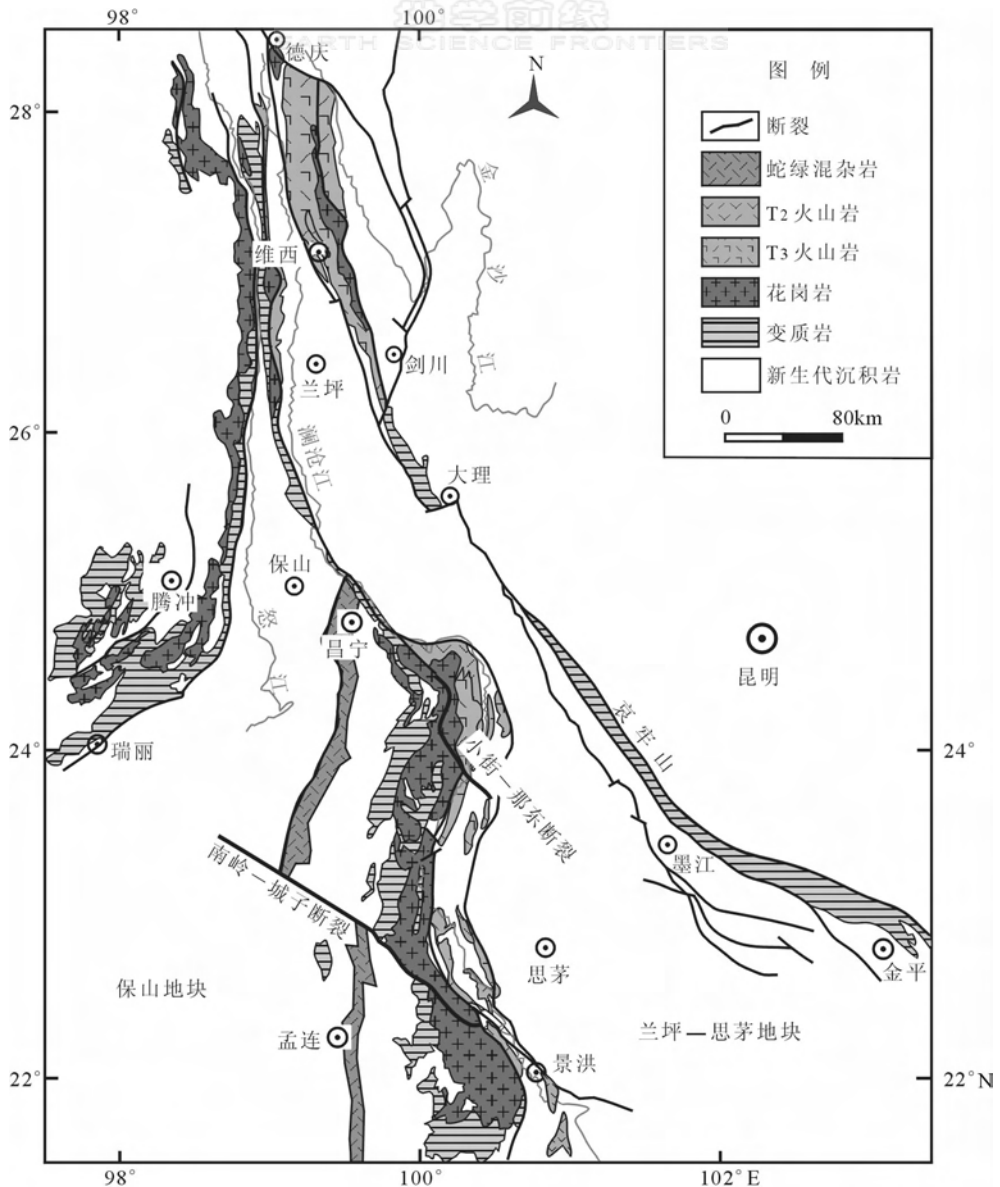 地学前缘
EARTH SCIENCE FRONTIERS
98°
100°
德庆
N
28°
金
沙
江
维西
兰坪
剑川
26°
澜沧江
大理
保山
腾冲
昌宁
怒
江
昆明
哀牢山
24°
瑞丽
24°
小街—那东断裂
南岭—城子断裂
墨江
思茅
金平
保山地块
兰坪—思茅地块
孟连
景洪
22°
22°N
98°
100°
102°E
图 例
断裂
蛇绿混杂岩
T2 火山岩
T3 火山岩
花岗岩
变质岩
新生代沉积岩
0
80km